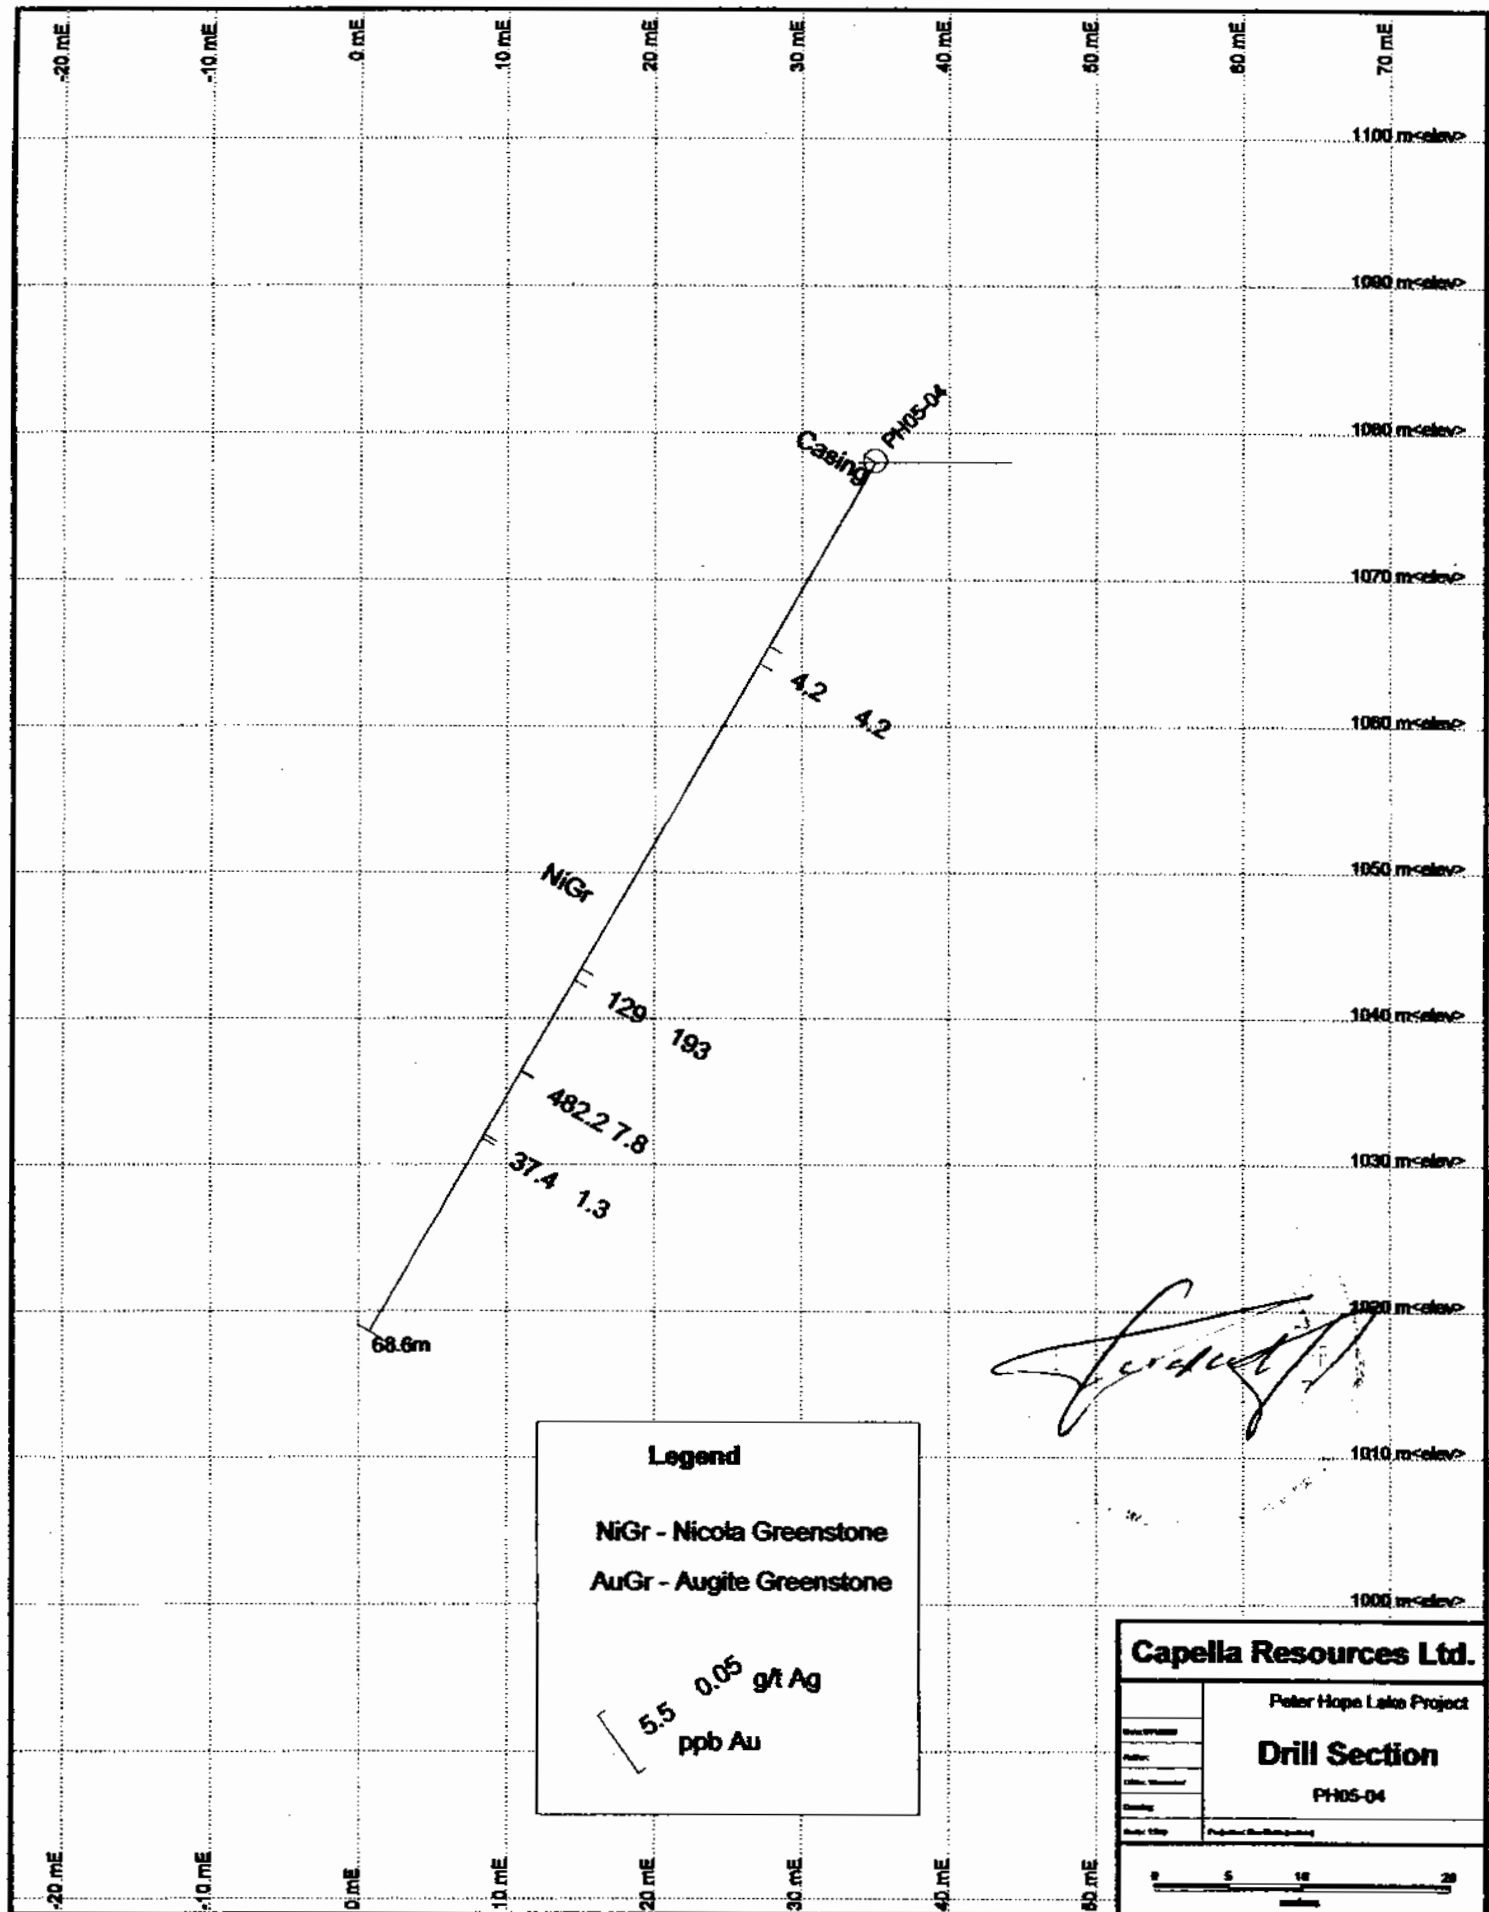 -20 mE
-10 mE
0 mE
10 mE
20 mE
30 mE
40 mE
50 mE
60 mE
70 mE
1100 m<elev>
1090 m<elev>
1080 m<elev>
1070 m<elev>
1060 m<elev>
1050 m<elev>
1040 m<elev>
1030 m<elev>
1020 m<elev>
1010 m<elev>
1000 m<elev>
PH05-04
Casing
4.2 4.2
NiGr
129 193
482.2 7.8
37.4 1.3
68.6m
Legend
NiGr - Nicola Greenstone
AuGr - Augite Greenstone
0.05 g/t Ag
5.5 ppb Au
Capella Resources Ltd.
Peter Hope Lake Project
Drill Section
PH05-04
0 5 10 20
-20 mE
-10 mE
0 mE
10 mE
20 mE
30 mE
40 mE
50 mE